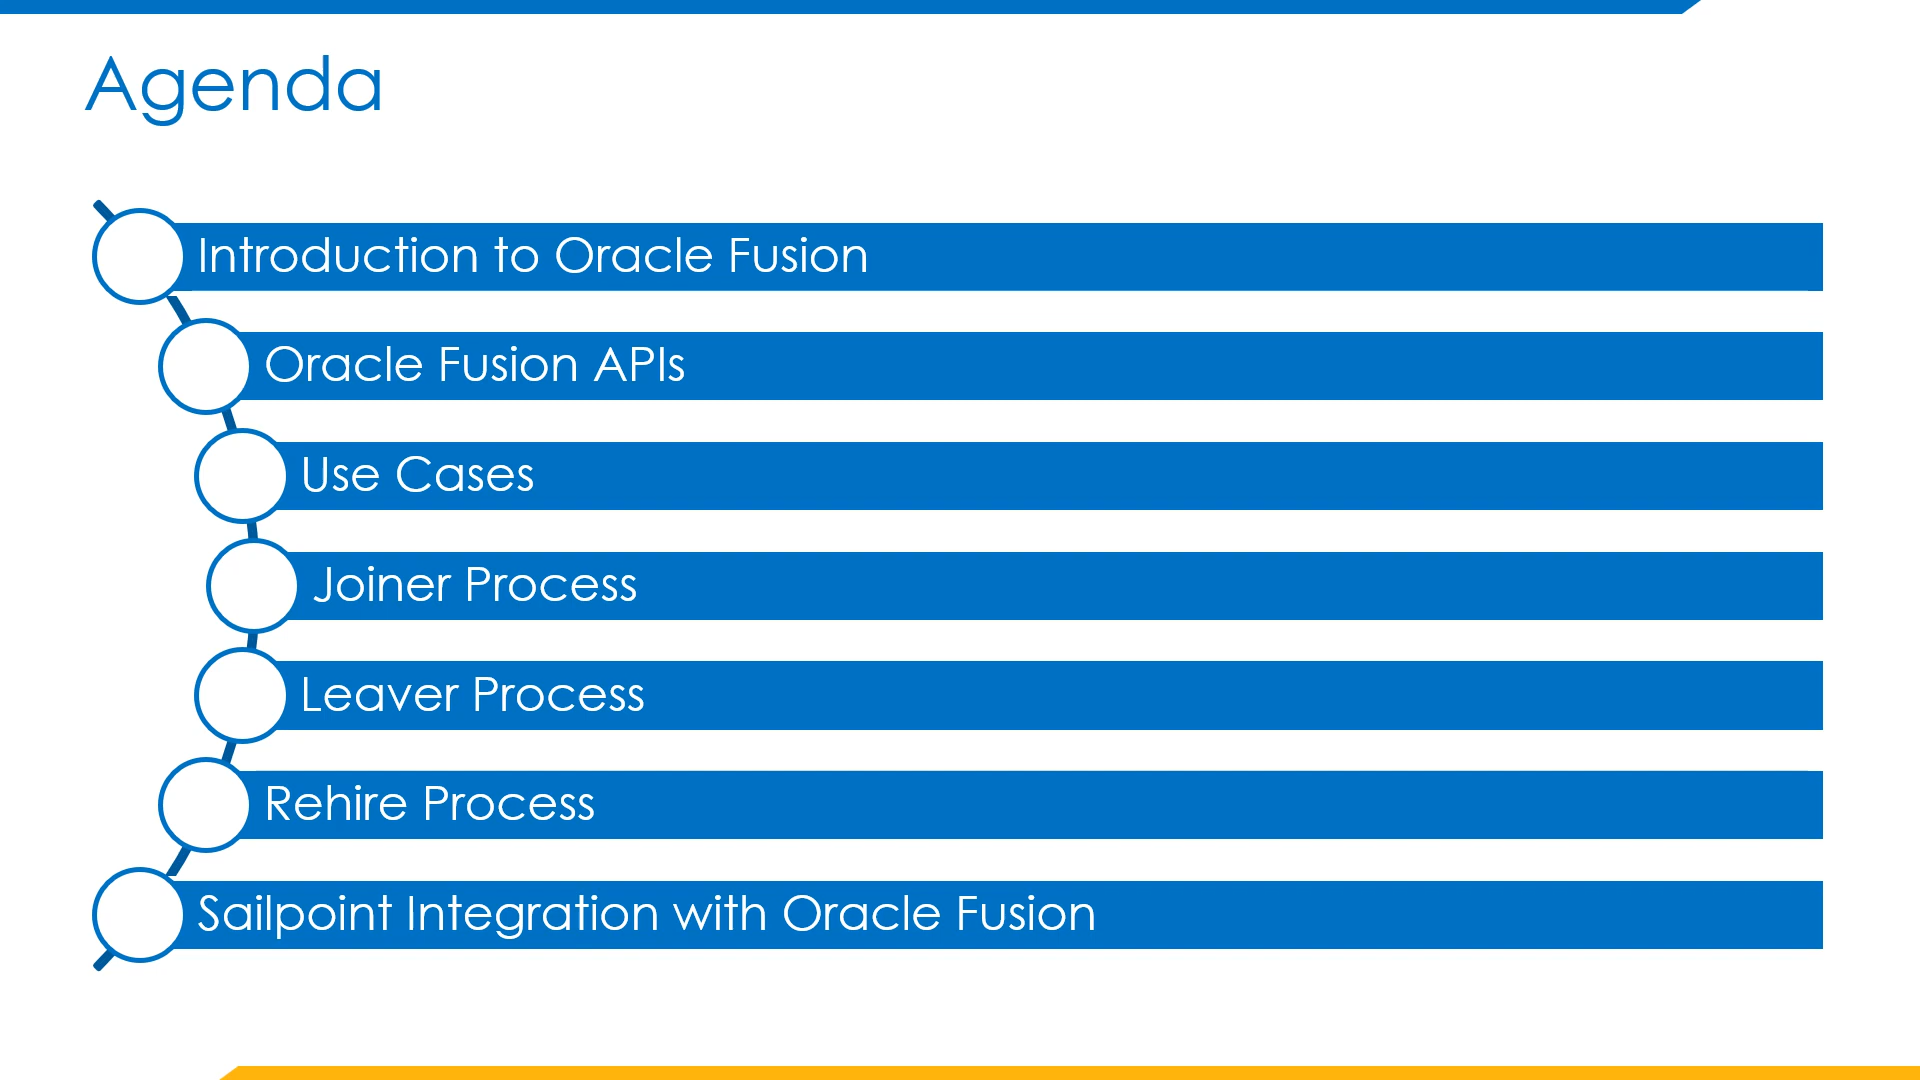 Agenda
Introduction to Oracle Fusion
Oracle Fusion APIs
Use Cases
Joiner Process
Leaver Process
Rehire Process
Sailpoint Integration with Oracle Fusion